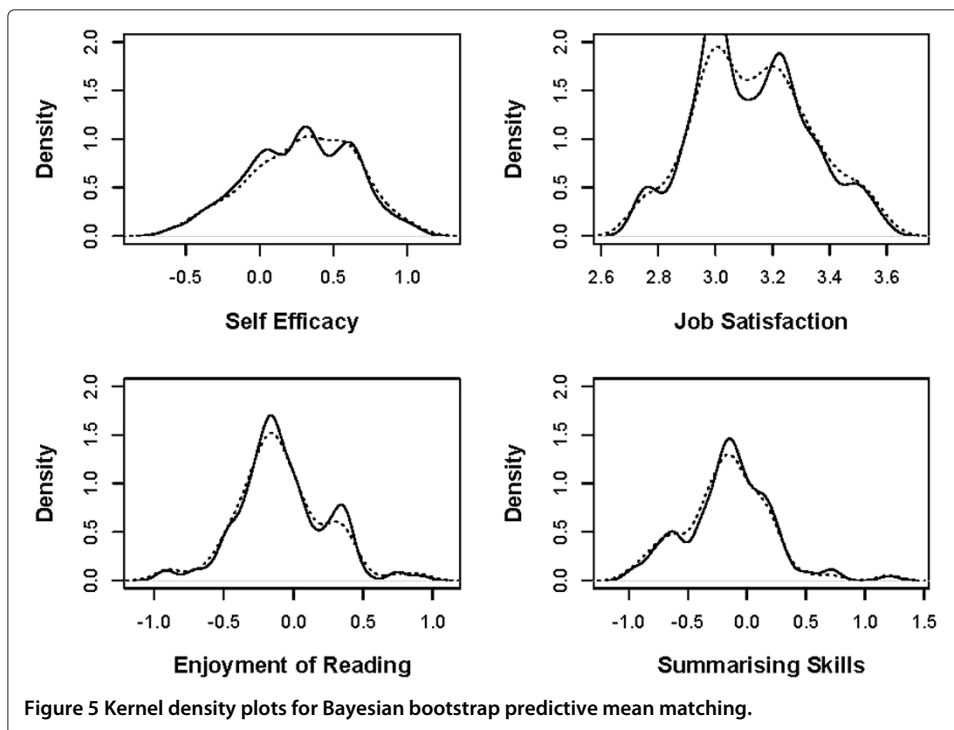 Density
2.0
1.5
1.0
0.5
0.0
-0.5 0.0 0.5 1.0
Self Efficacy
Density
2.0
1.5
1.0
0.5
0.0
2.6 2.8 3.0 3.2 3.4 3.6
Job Satisfaction
Density
2.0
1.5
1.0
0.5
0.0
-1.0 -0.5 0.0 0.5 1.0
Enjoyment of Reading
Density
2.0
1.5
1.0
0.5
0.0
-1.0 -0.5 0.0 0.5 1.0 1.5
Summarising Skills
Figure 5 Kernel density plots for Bayesian bootstrap predictive mean matching.